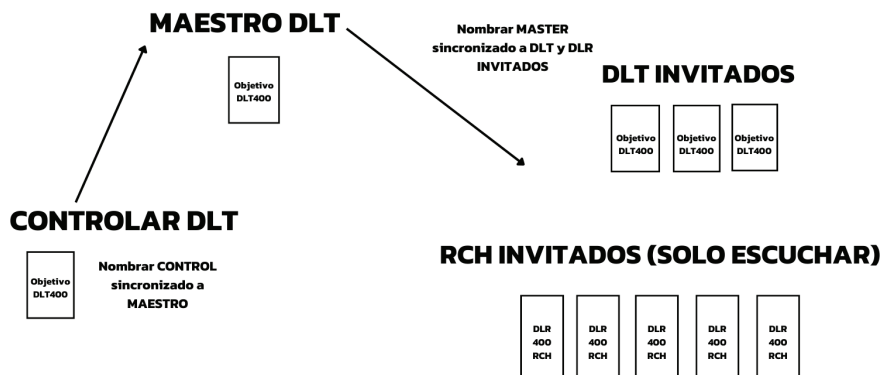 MAESTRO DLT
Objetivo
DLT400
Nombrar MASTER
sincronizado a DLT y DLR
INVITADOS
DLT INVITADOS
Objetivo
DLT400
Objetivo
DLT400
Objetivo
DLT400
CONTROLAR DLT
Objetivo
DLT400
Nombrar CONTROL
sincronizado a
MAESTRO
RCH INVITADOS (SOLO ESCUCHAR)
DLR
400
RCH
DLR
400
RCH
DLR
400
RCH
DLR
400
RCH
DLR
400
RCH